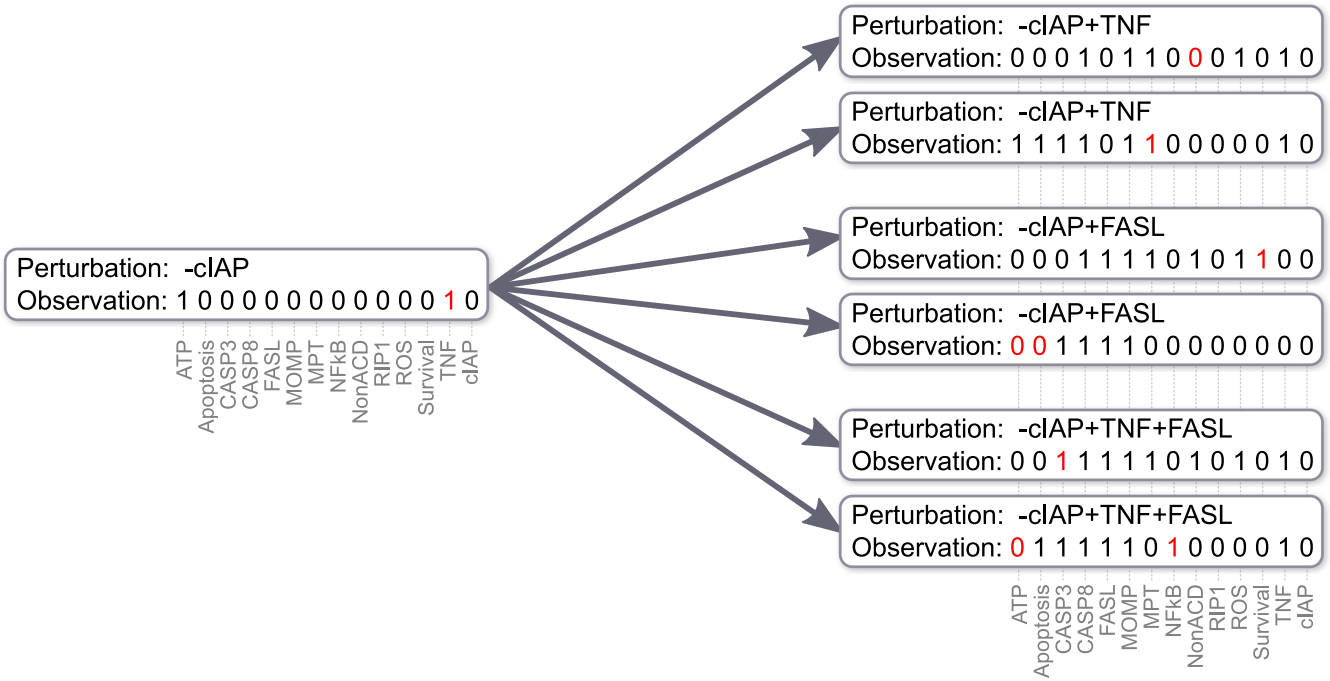 Perturbation: -cIAP+TNF
Observation: 0 0 0 1 0 1 1 0 0 0 1 0 1 0
Perturbation: -cIAP+TNF
Observation: 1 1 1 1 0 1 1 0 0 0 0 0 1 0
Perturbation: -cIAP+FASL
Observation: 0 0 0 1 1 1 1 0 1 0 1 1 0 0
Perturbation: -cIAP
Observation: 1 0 0 0 0 0 0 0 0 0 0 0 1 0
ATP
Apoptosis
CASP3
CASP8
FASL
MOMP
MPT
NFkB
NonACD
RIP1
ROS
Survival
TNF
cIAP
Perturbation: -cIAP+FASL
Observation: 0 0 1 1 1 1 0 0 0 0 0 0 0 0
Perturbation: -cIAP+TNF+FASL
Observation: 0 0 1 1 1 1 1 0 1 0 1 0 1 0
Perturbation: -cIAP+TNF+FASL
Observation: 0 1 1 1 1 1 0 1 0 0 0 0 1 0
ATP
Apoptosis
CASP3
CASP8
FASL
MOMP
MPT
NFkB
NonACD
RIP1
ROS
Survival
TNF
cIAP